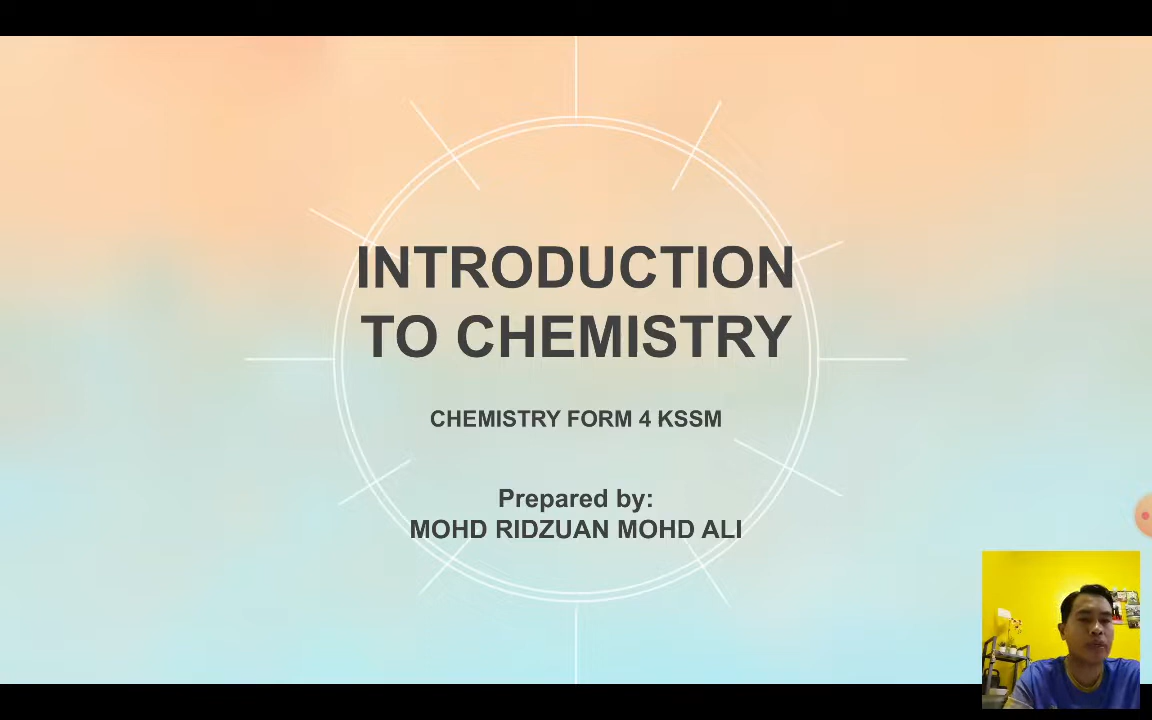 INTRODUCTION
TO CHEMISTRY
CHEMISTRY FORM 4 KSSM
Prepared by:
MOHD RIDZUAN MOHD ALI